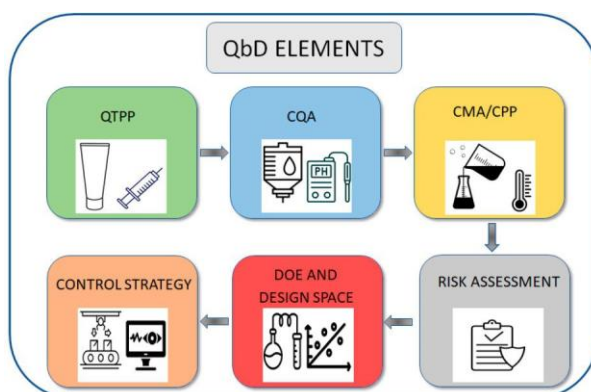 QbD ELEMENTS
QTPP
CQA
CMA/CPP
PH
RISK ASSESSMENT
DOE AND
DESIGN SPACE
CONTROL STRATEGY